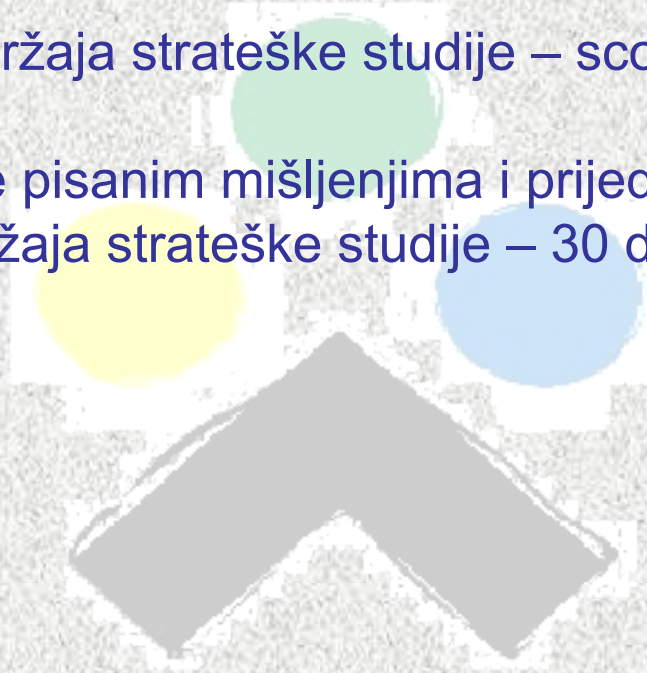 ržaja strateške studije – sco
e pisanim mišljenjima i prijed
žaja strateške studije – 30 d